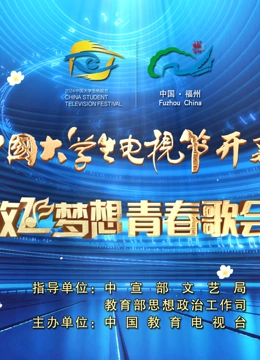 2024中国大学生电视节
CHINA STUDENT
TELEVISION FESTIVAL
中国·福州
Fuzhou China
国大学生电视节开
放飞梦想 青春歌会
指导单位：中宣部文艺局
教育部思想政治工作司
主办单位：中国教育电视台